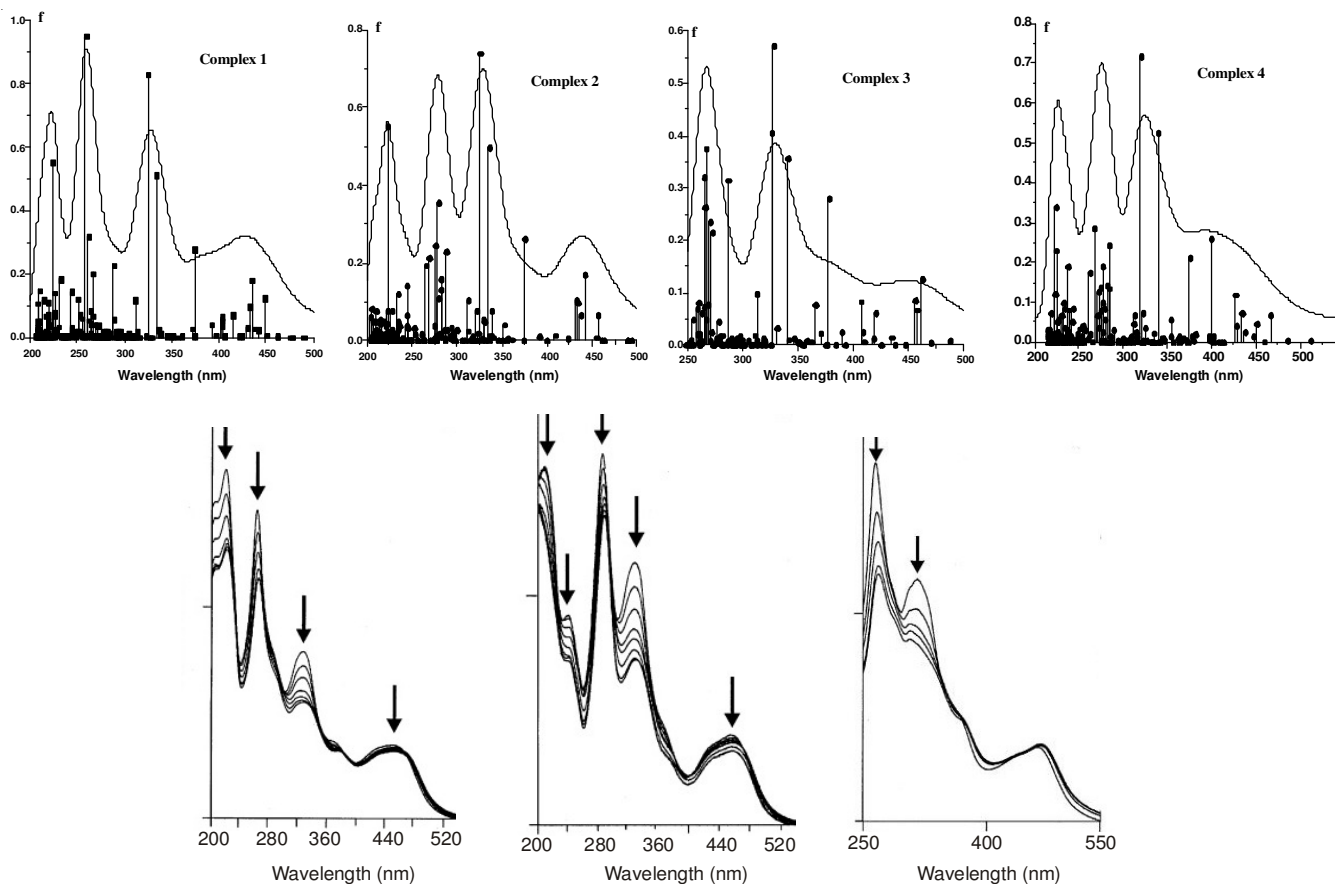 f
1.0
0.8
0.6
0.4
0.2
0.0
Complex 1
200 250 300 350 400 450 500
Wavelength (nm)
f
0.8
0.6
0.4
0.2
0.0
Complex 2
200 250 300 350 400 450 500
Wavelength (nm)
f
0.6
0.5
0.4
0.3
0.2
0.1
0.0
Complex 3
250 300 350 400 450 500
Wavelength (nm)
f
0.8
0.7
0.6
0.5
0.4
0.3
0.2
0.1
0.0
Complex 4
200 250 300 350 400 450 500
Wavelength (nm)
200 280 360 440 520
Wavelength (nm)
200 280 360 440 520
Wavelength (nm)
250 400 550
Wavelength (nm)